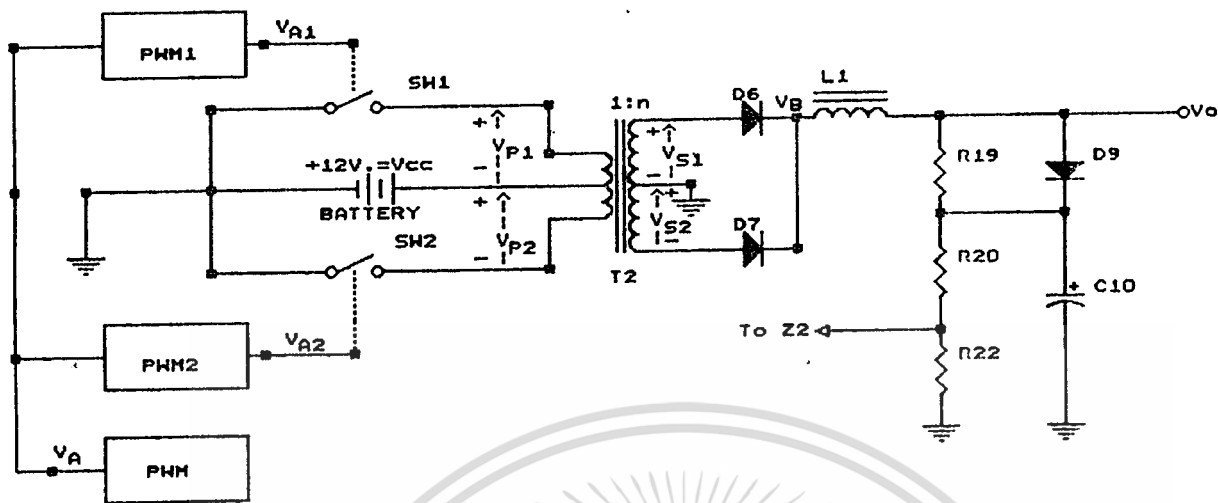 PWM1
VA1
SW1
+12V.=Vcc
BATTERY
SW2
+
VP1
-
+
VP2
-
1:n
T2
+
VS1
-
+
VS2
-
D6
VB
L1
D7
Vo
R19
D9
R20
+
C10
To Z2
R22
PWM2
VA2
VA
PWM